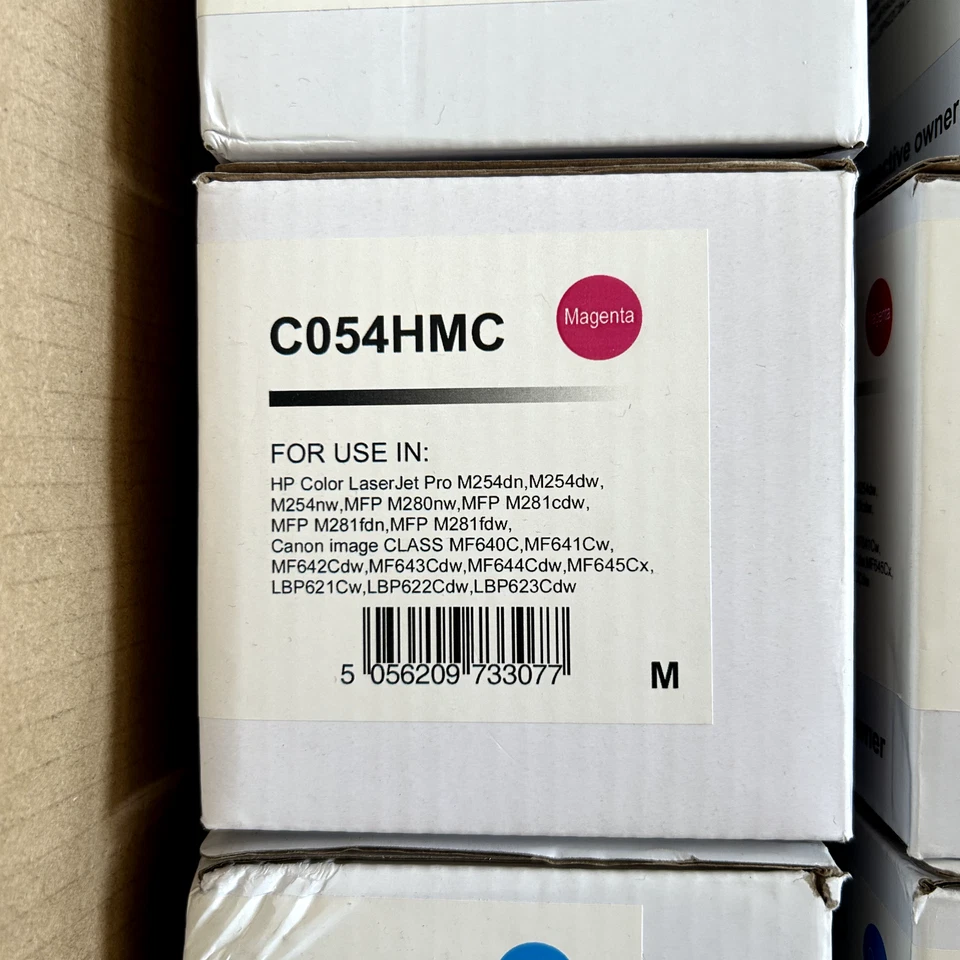 C054HMC
Magenta
FOR USE IN:
HP Color LaserJet Pro M254dn,M254dw,
M254nw,MFP M280nw,MFP M281cdw,
MFP M281fdn,MFP M281fdw,
Canon image CLASS MF640C,MF641Cw,
MF642Cdw,MF643Cdw,MF644Cdw,MF645Cx,
LBP621Cw,LBP622Cdw,LBP623Cdw
5 056209 733077
M
owner